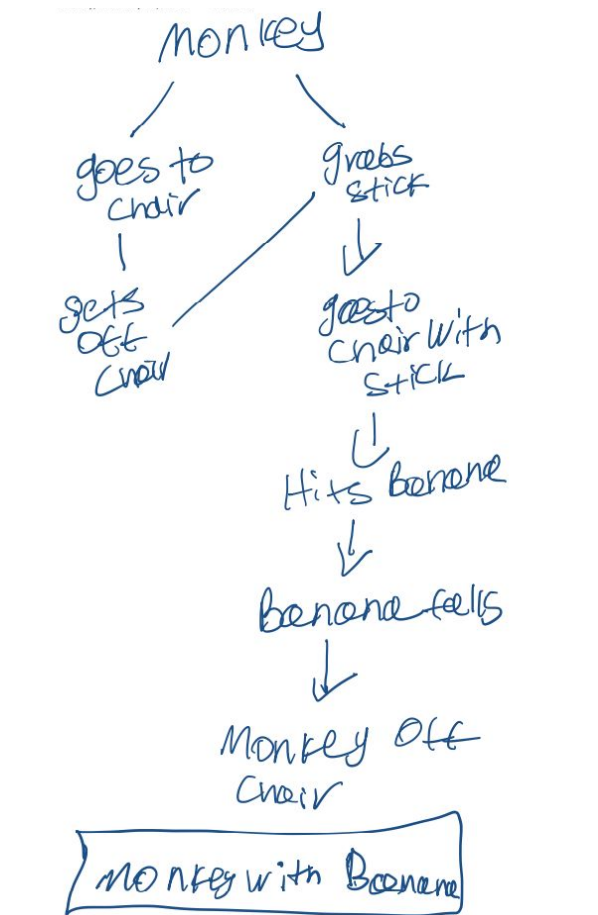 Monkey
goes to
chair
grabs
stick
gets
off
chair
goes to
chair with
stick
Hits Banana
Banana falls
Monkey off
chair
Monkey with Banana